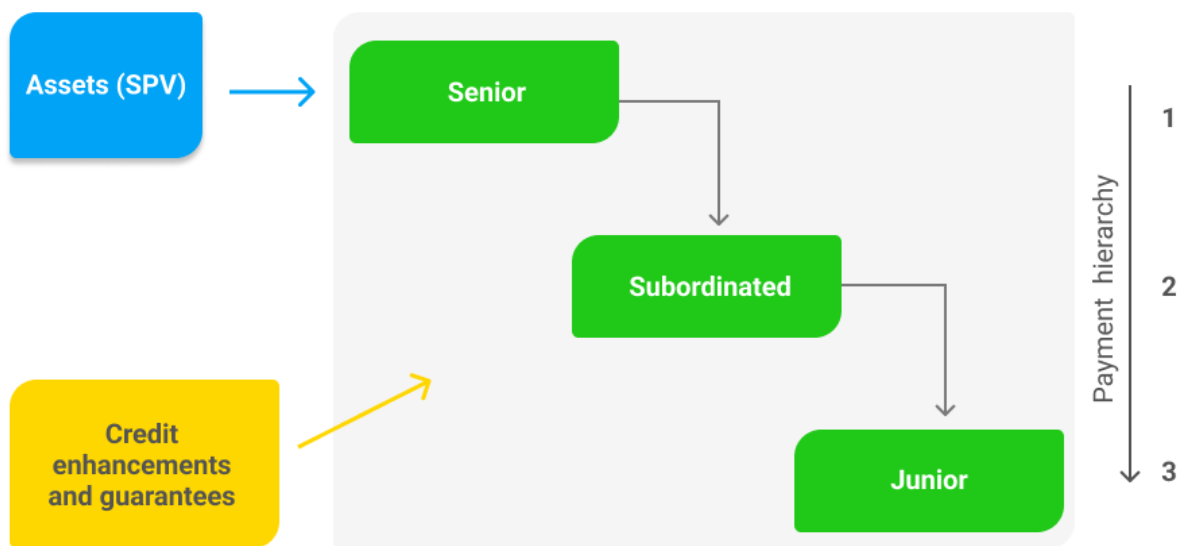 Assets (SPV)
Senior
1
Subordinated
2
Payment hierarchy
Credit
enhancements
and guarantees
Junior
3